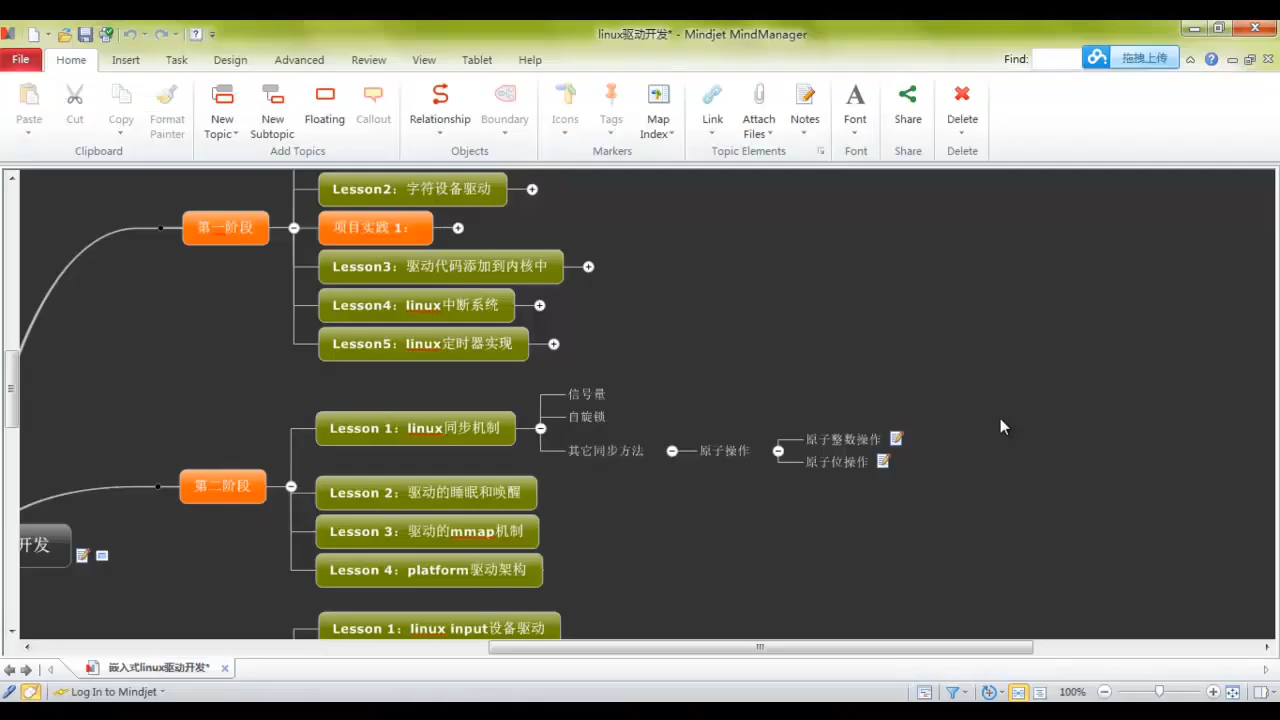 linux驱动开发* - Mindjet MindManager
File Home Insert Task Design Advanced Review View Tablet Help Find: 拖拽上传
Paste Cut Copy Format Painter New Topic New Subtopic Floating Callout Relationship Boundary Icons Tags Map Index Link Attach Files Notes Font Share Delete
Clipboard Add Topics Objects Markers Topic Elements Font Share Delete
Lesson2：字符设备驱动
第一阶段
项目实践 1：
Lesson3：驱动代码添加到内核中
Lesson4：linux中断系统
Lesson5：linux定时器实现
信号量
自旋锁
Lesson 1：linux同步机制
其它同步方法
原子操作
原子整数操作
原子位操作
第二阶段
Lesson 2：驱动的睡眠和唤醒
Lesson 3：驱动的mmap机制
开发
Lesson 4：platform驱动架构
Lesson 1：linux input设备驱动
嵌入式linux驱动开发*
Log In to Mindjet
100%